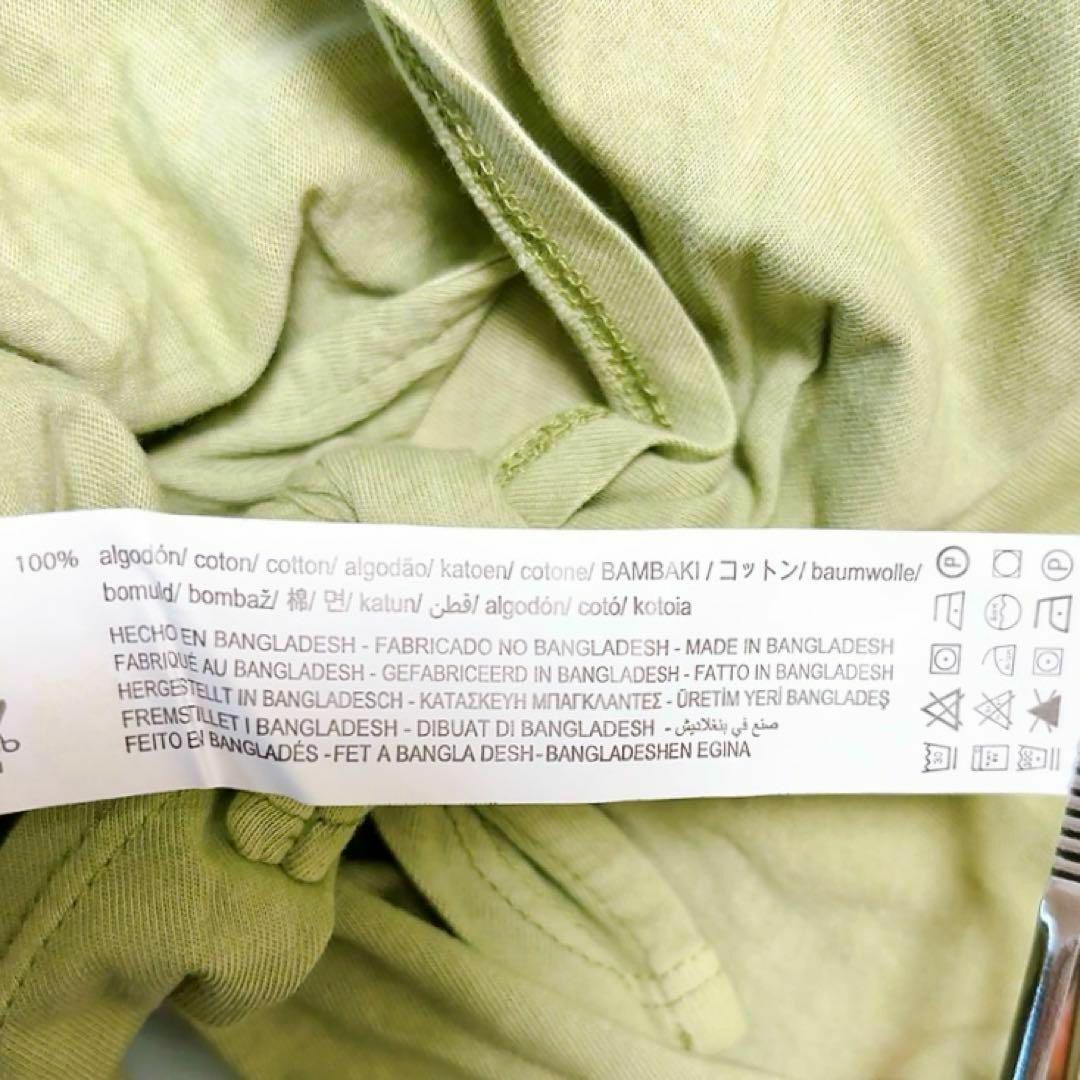 100% algodón/ coton/ cotton/ algodão/ katoen/ cotone/ BAMBAKI / コットン/ baumwolle/
bomuld/ bombaž/ 棉/ 면/ katun/ قطن/ algodón/ cotó/ kotoia
HECHO EN BANGLADESH - FABRICADO NO BANGLADESH - MADE IN BANGLADESH
FABRIQUÉ AU BANGLADESH - GEFABRICEERD IN BANGLADESH - FATTO IN BANGLADESH
HERGESTELLT IN BANGLADESCH - ΚΑΤΑΣΚΕΥΗ ΜΠΑΓΚΛΑΝΤΕΣ - ÜRETİM YERİ BANGLADEŞ
FREMSTILLET I BANGLADESH - DIBUAT DI BANGLADESH - صنع في بنغلاديش
FEITO EN BANGLADÉS -FET A BANGLA DESH-BANGLADESHEN EGINA
P
P